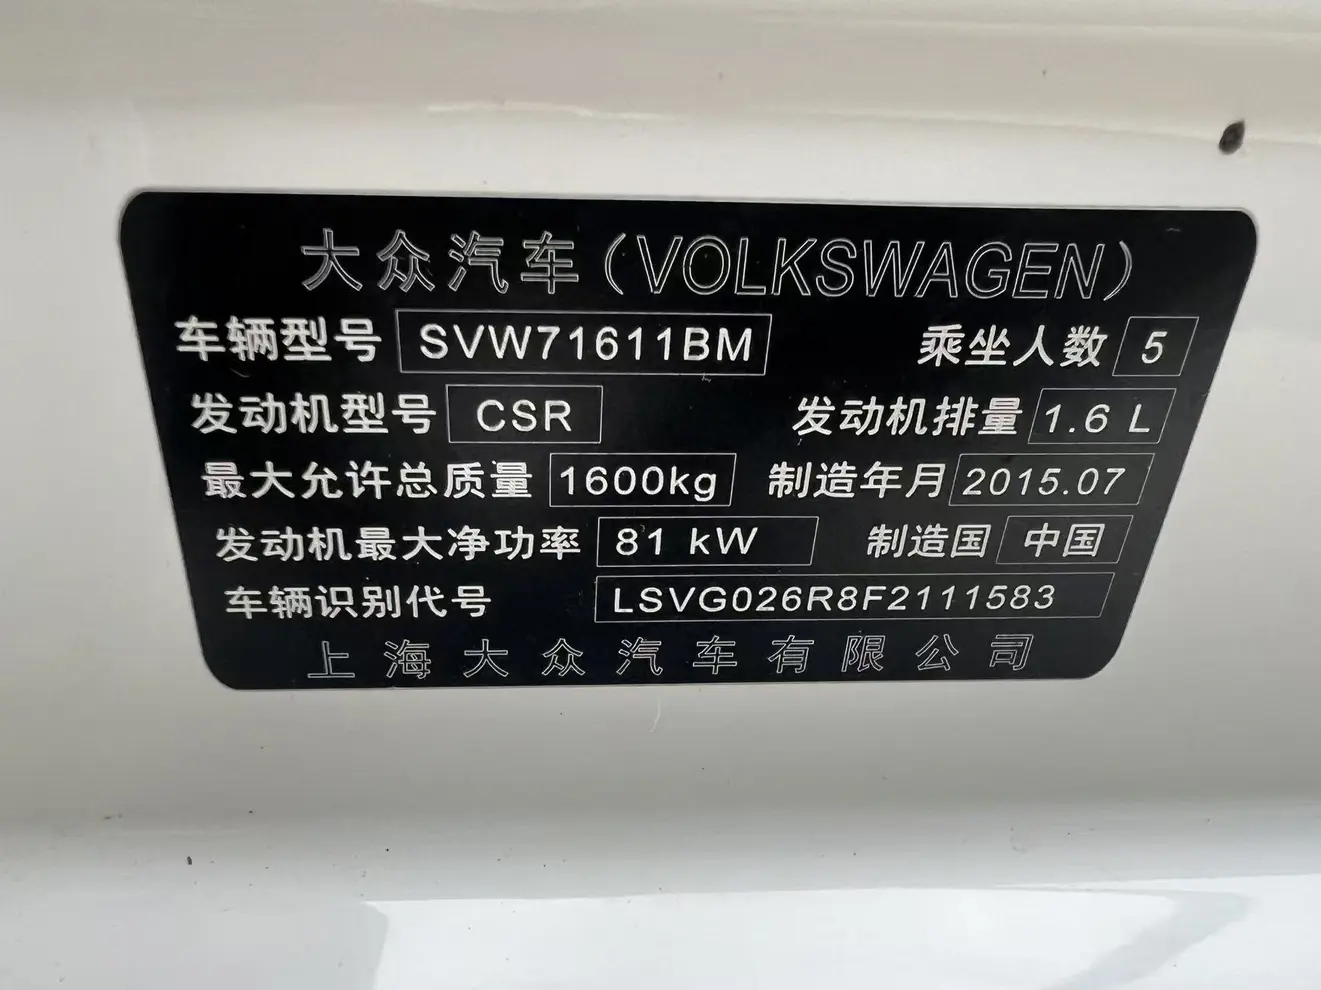 大众汽车(VOLKSWAGEN)
车辆型号 SVW71611BM 乘坐人数 5
发动机型号 CSR 发动机排量 1.6 L
最大允许总质量 1600kg 制造年月 2015.07
发动机最大净功率 81 kW 制造国 中国
车辆识别代号 LSVG026R8F2111583
上海大众汽车有限公司